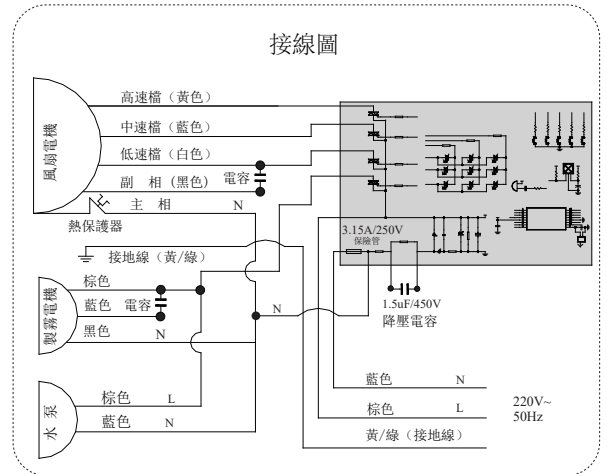 接線圖
風扇電機
高速檔（黃色）
中速檔（藍色）
低速檔（白色）
副 相 (黑色)
電容
主 相 N
熱保護器
接地線（黃/綠）
3.15A/250V
保險管
1.5uF/450V
降壓電容
製霧電機
棕色
藍色 電容
黑色 N
N
水泵
棕色 L
藍色 N
藍色 N
棕色 L
黃/綠（接地線）
220V~
50Hz